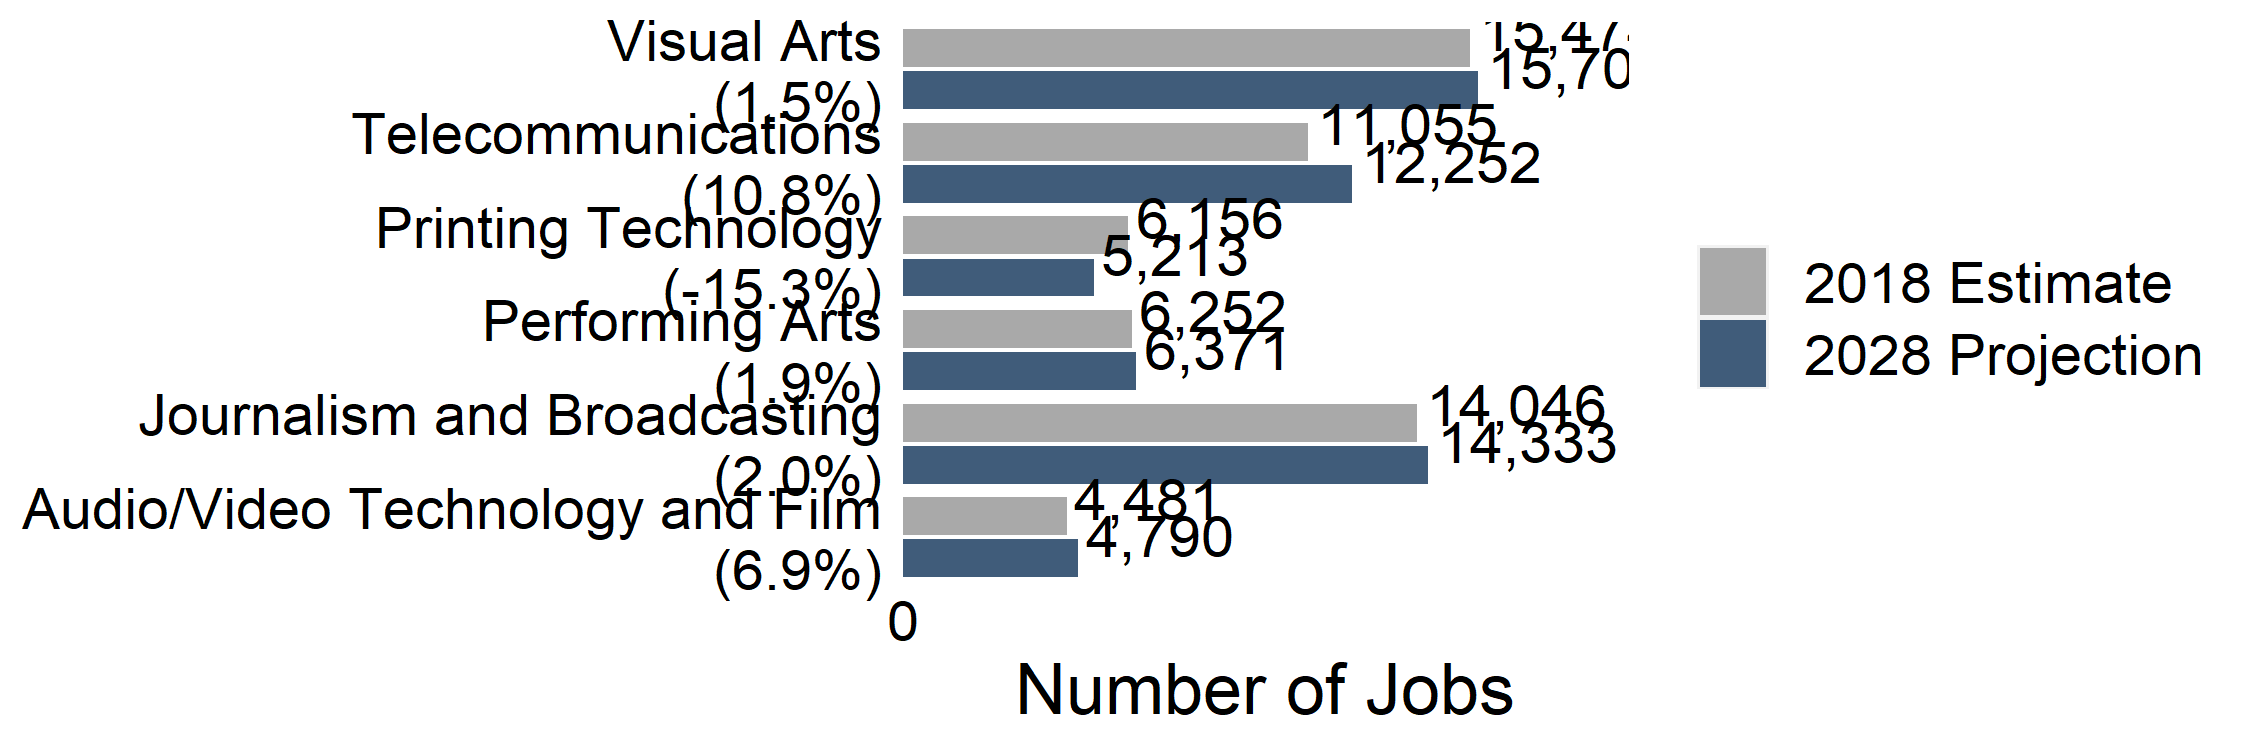 Visual Arts
(1.5%)
Telecommunications
(10.8%)
Printing Technology
(-15.3%)
Performing Arts
(1.9%)
Journalism and Broadcasting
(2.0%)
Audio/Video Technology and Film
(6.9%)
11,055
12,252
6,156
5,213
6,252
6,371
14,046
14,333
4,481
4,790
0
Number of Jobs
2018 Estimate
2028 Projection